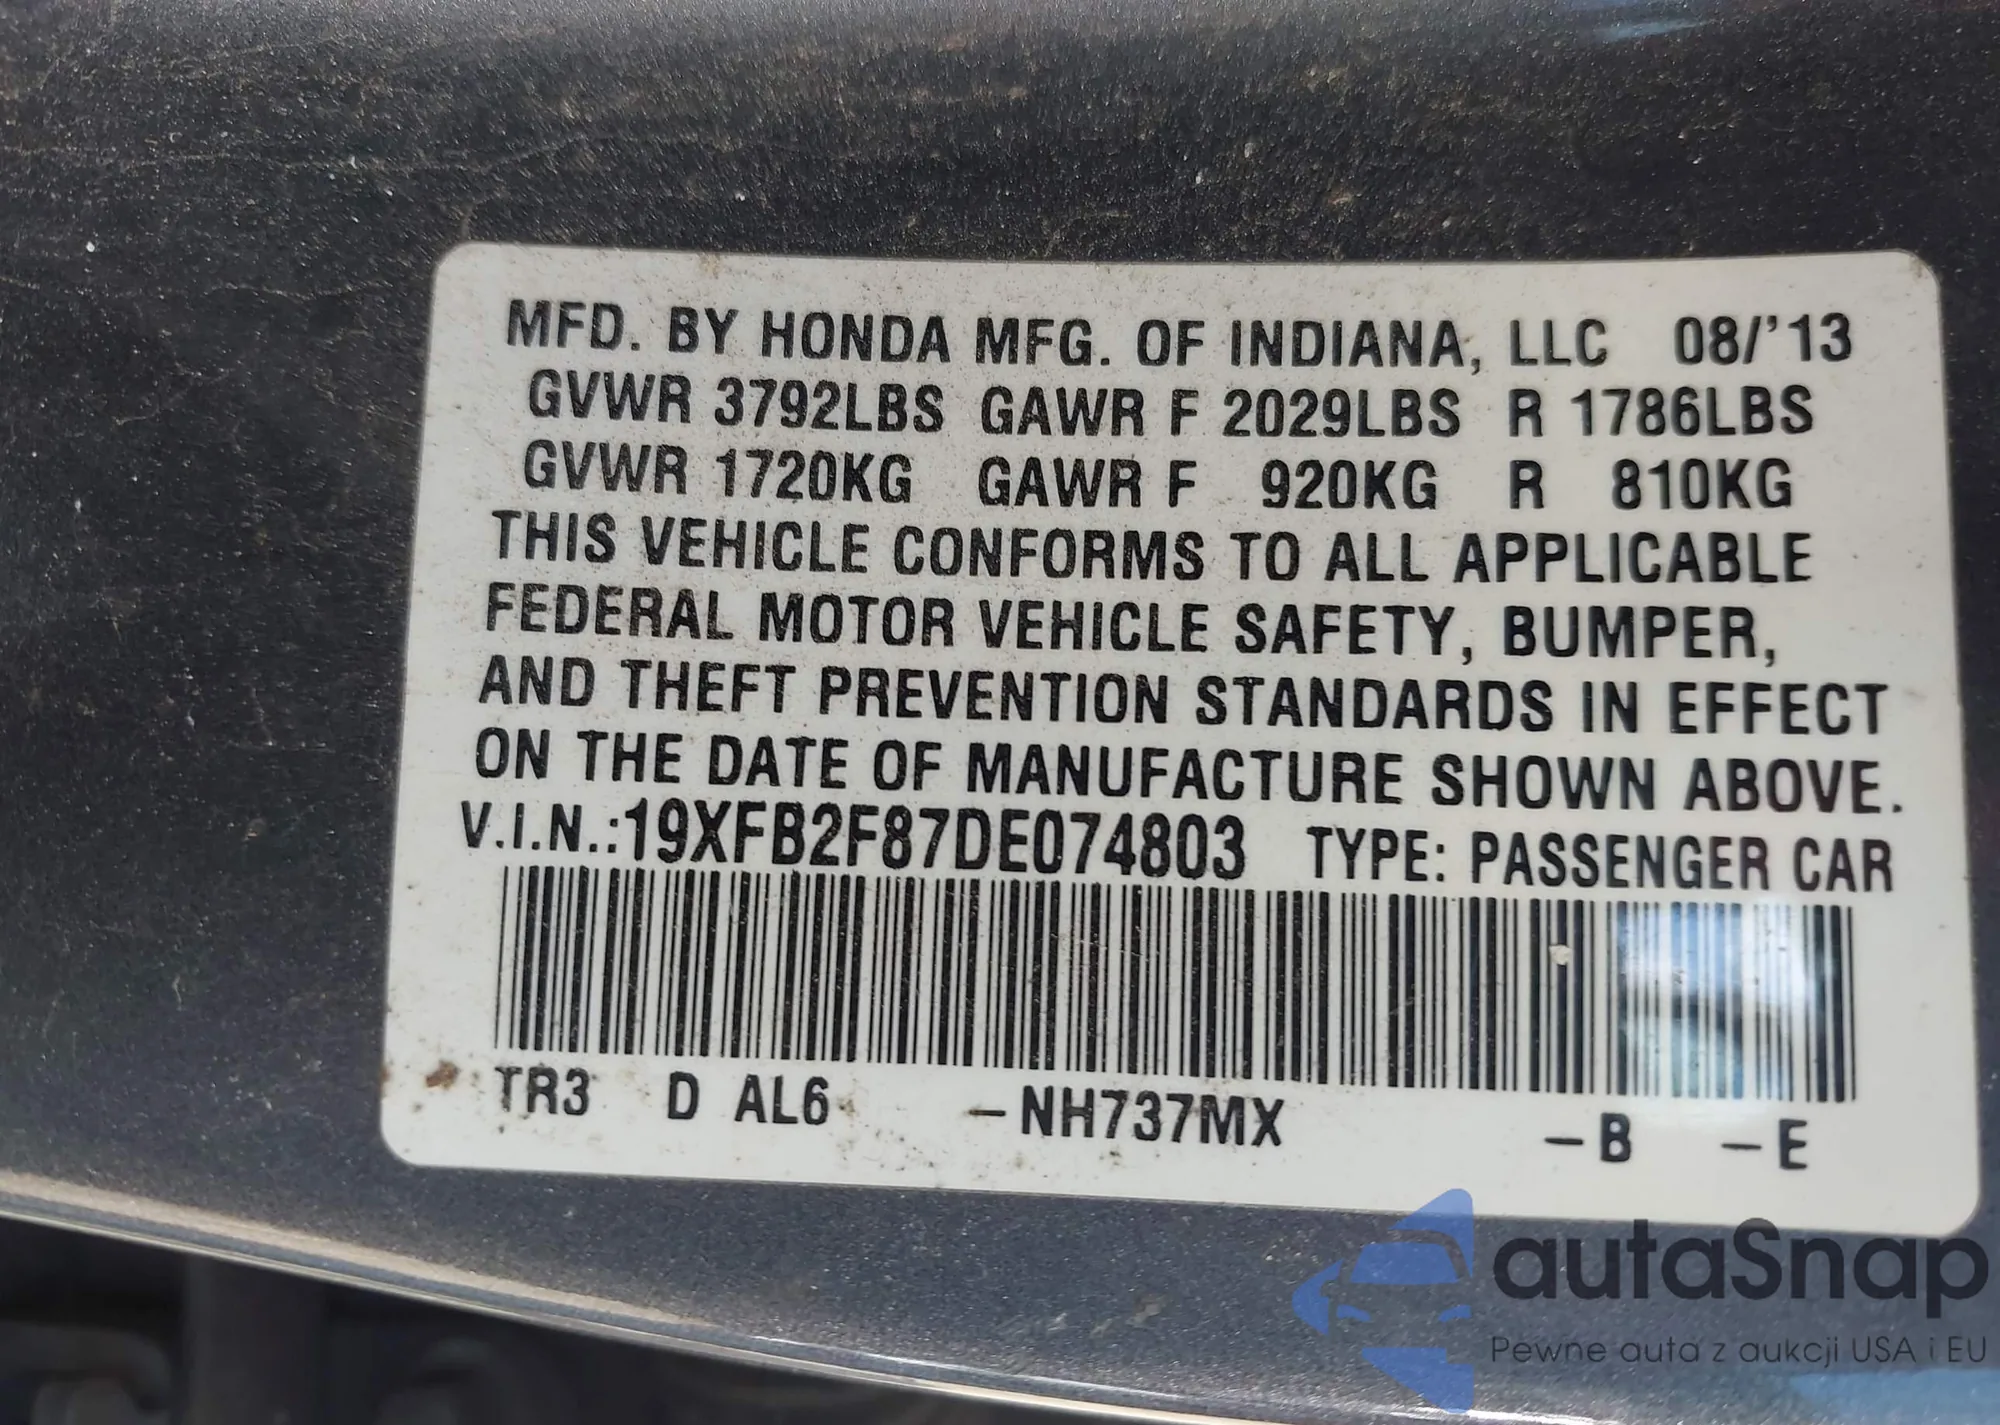 MFD. BY HONDA MFG. OF INDIANA, LLC 08/'13
GVWR 3792LBS GAWR F 2029LBS R 1786LBS
GVWR 1720KG GAWR F 920KG R 810KG
THIS VEHICLE CONFORMS TO ALL APPLICABLE
FEDERAL MOTOR VEHICLE SAFETY, BUMPER,
AND THEFT PREVENTION STANDARDS IN EFFECT
ON THE DATE OF MANUFACTURE SHOWN ABOVE.
V.I.N.:19XFB2F87DE074803 TYPE: PASSENGER CAR
TR3 D AL6 –NH737MX –B –E
autaSnap
Pewne auta z aukcji USA i EU